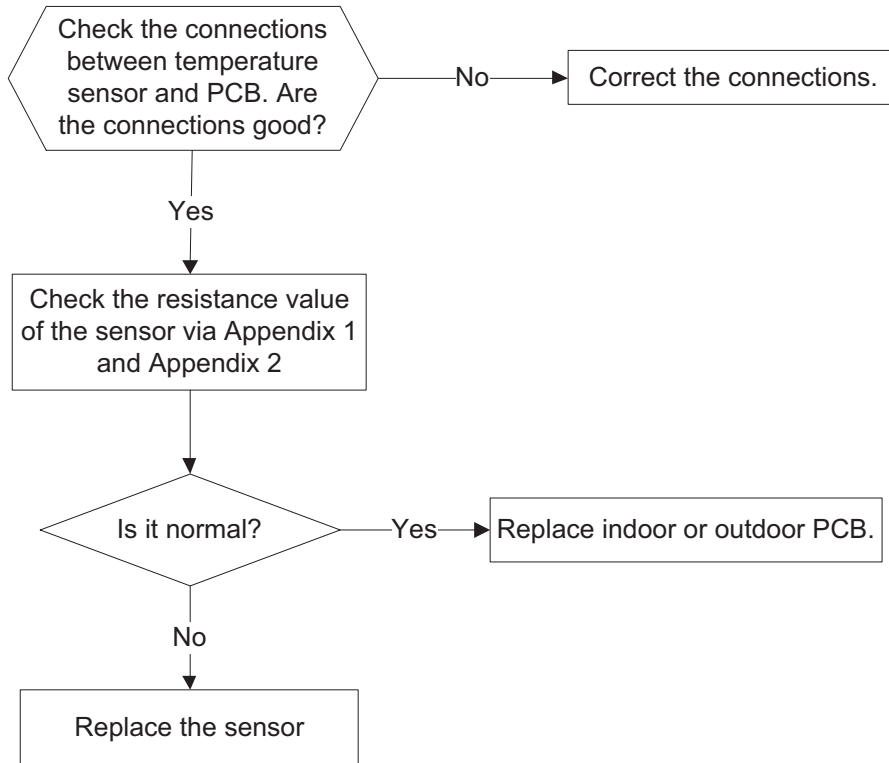 Check the connections
between temperature
sensor and PCB. Are
the connections good?
No
Correct the connections.
Yes
Check the resistance value
of the sensor via Appendix 1
and Appendix 2
Is it normal?
Yes
Replace indoor or outdoor PCB.
No
Replace the sensor